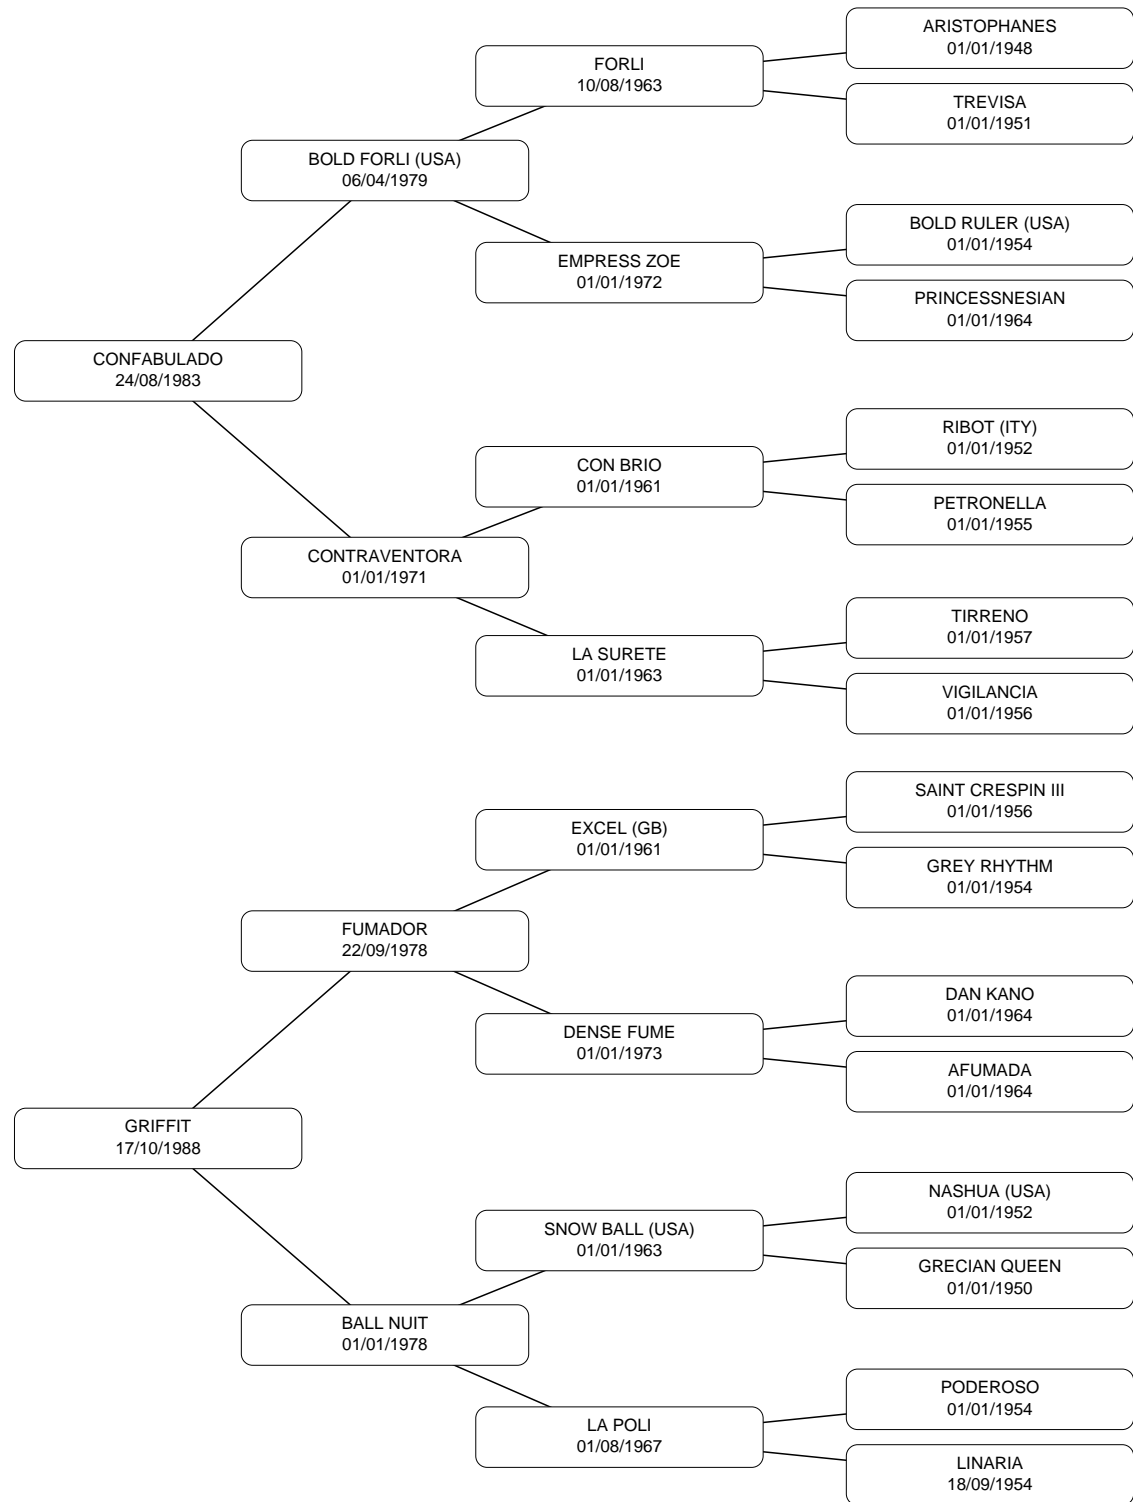 ARISTOPHANES
01/01/1948
FORLI
10/08/1963
TREVISA
01/01/1951
BOLD FORLI (USA)
06/04/1979
BOLD RULER (USA)
01/01/1954
EMPRESS ZOE
01/01/1972
PRINCESSNESIAN
01/01/1964
CONFABULADO
24/08/1983
RIBOT (ITY)
01/01/1952
CON BRIO
01/01/1961
PETRONELLA
01/01/1955
CONTRAVENTORA
01/01/1971
TIRRENO
01/01/1957
LA SURETE
01/01/1963
VIGILANCIA
01/01/1956
SAINT CRESPIN III
01/01/1956
EXCEL (GB)
01/01/1961
GREY RHYTHM
01/01/1954
FUMADOR
22/09/1978
DAN KANO
01/01/1964
DENSE FUME
01/01/1973
AFUMADA
01/01/1964
GRIFFIT
17/10/1988
NASHUA (USA)
01/01/1952
SNOW BALL (USA)
01/01/1963
GRECIAN QUEEN
01/01/1950
BALL NUIT
01/01/1978
PODEROSO
01/01/1954
LA POLI
01/08/1967
LINARIA
18/09/1954